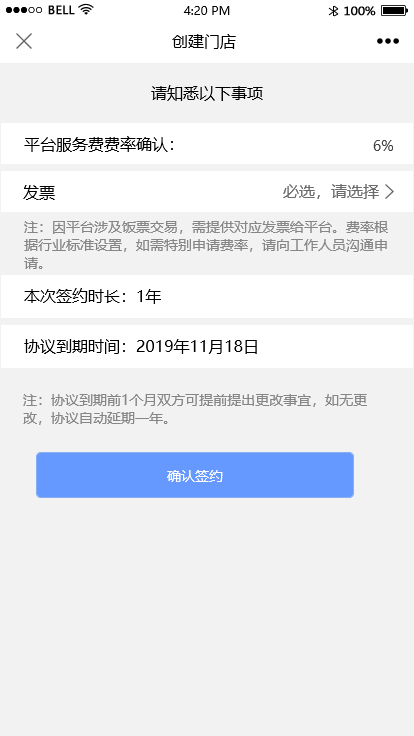 BELL 4:20 PM 100%
创建门店
请知悉以下事项
平台服务费费率确认： 6%
发票 必选，请选择
注：因平台涉及饭票交易，需提供对应发票给平台。费率根
据行业标准设置，如需特别申请费率，请向工作人员沟通申
请。
本次签约时长：1年
协议到期时间：2019年11月18日
注：协议到期前1个月双方可提前提出更改事宜，如无更
改，协议自动延期一年。
确认签约